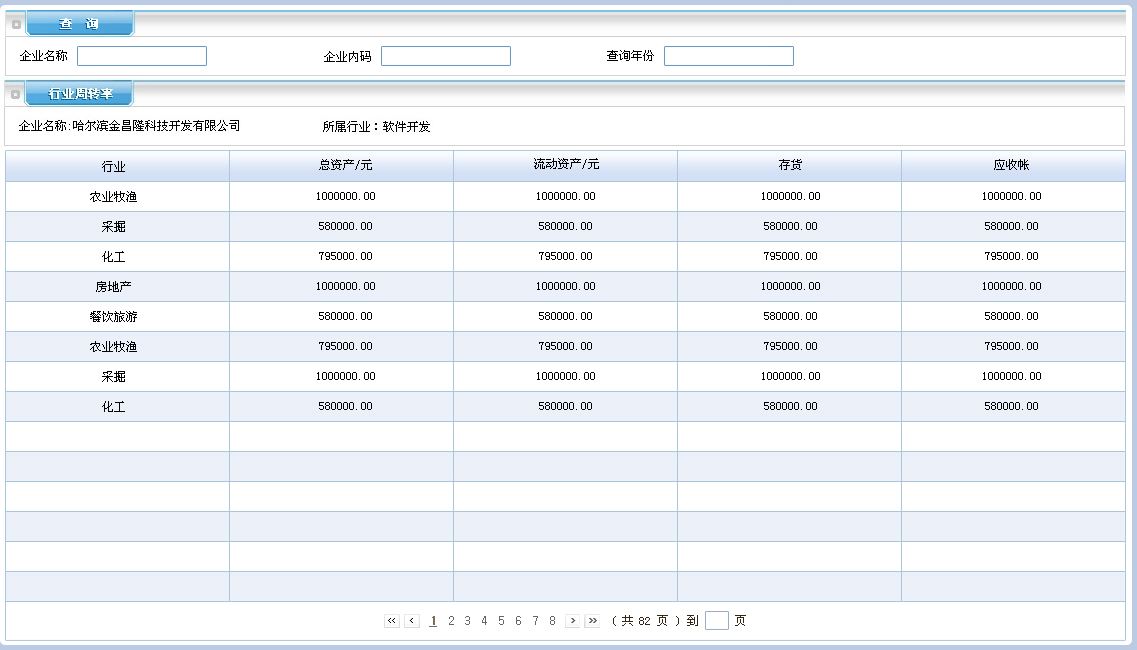 查 询
企业名称 企业内码 查询年份
行业周转率
企业名称:哈尔滨金昌隆科技开发有限公司 所属行业：软件开发
行业 总资产/元 流动资产/元 存货 应收帐
农业牧渔 1000000.00 1000000.00 1000000.00 1000000.00
采掘 580000.00 580000.00 580000.00 580000.00
化工 795000.00 795000.00 795000.00 795000.00
房地产 1000000.00 1000000.00 1000000.00 1000000.00
餐饮旅游 580000.00 580000.00 580000.00 580000.00
农业牧渔 795000.00 795000.00 795000.00 795000.00
采掘 1000000.00 1000000.00 1000000.00 1000000.00
化工 580000.00 580000.00 580000.00 580000.00
« ‹ 1 2 3 4 5 6 7 8 › » ( 共 82 页 ) 到 页